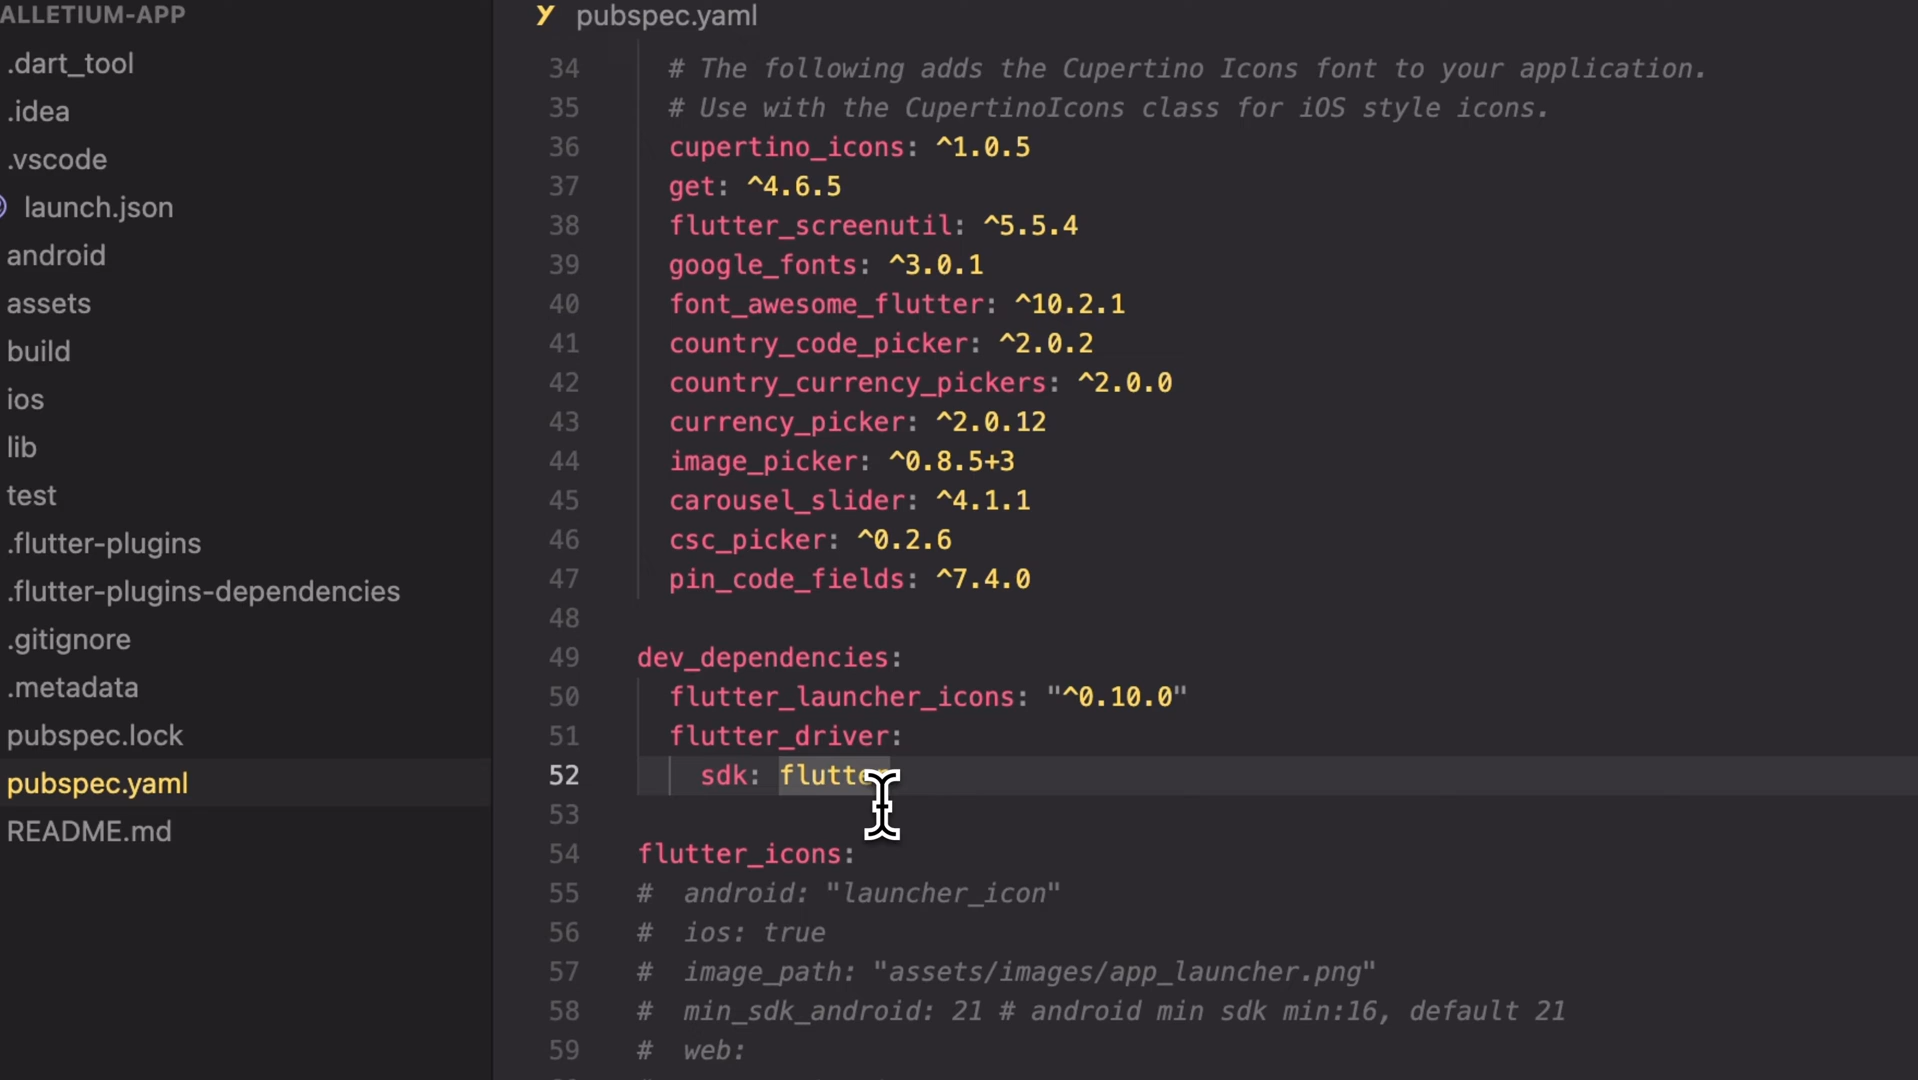 ALLETIUM-APP
.dart_tool
.idea
.vscode
launch.json
android
assets
build
ios
lib
test
.flutter-plugins
.flutter-plugins-dependencies
.gitignore
.metadata
pubspec.lock
pubspec.yaml
README.md
Y pubspec.yaml
34 # The following adds the Cupertino Icons font to your application.
35 # Use with the CupertinoIcons class for iOS style icons.
36 cupertino_icons: ^1.0.5
37 get: ^4.6.5
38 flutter_screenutil: ^5.5.4
39 google_fonts: ^3.0.1
40 font_awesome_flutter: ^10.2.1
41 country_code_picker: ^2.0.2
42 country_currency_pickers: ^2.0.0
43 currency_picker: ^2.0.12
44 image_picker: ^0.8.5+3
45 carousel_slider: ^4.1.1
46 csc_picker: ^0.2.6
47 pin_code_fields: ^7.4.0
48
49 dev_dependencies:
50 flutter_launcher_icons: "^0.10.0"
51 flutter_driver:
52 sdk: flutter
53
54 flutter_icons:
55 # android: "launcher_icon"
56 # ios: true
57 # image_path: "assets/images/app_launcher.png"
58 # min_sdk_android: 21 # android min sdk min:16, default 21
59 # web: